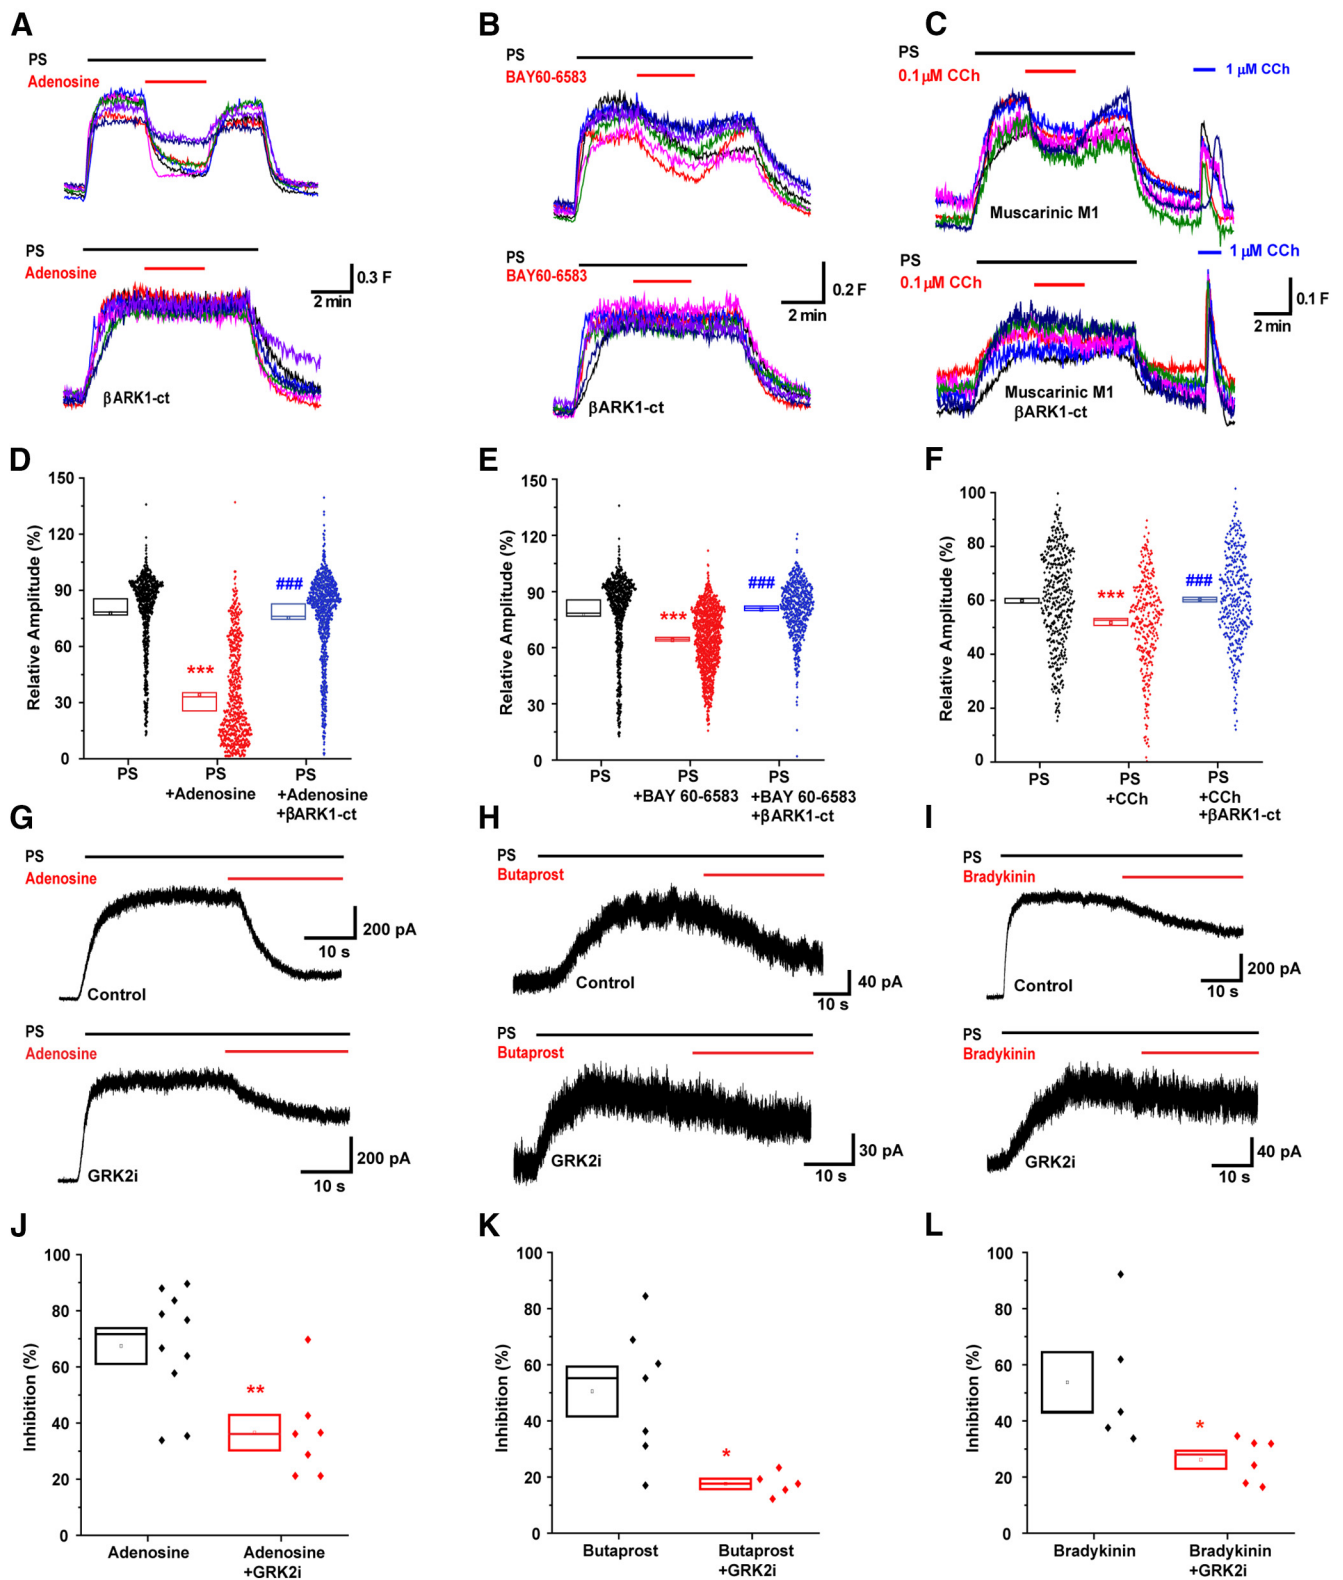 A
PS
Adenosine
PS
Adenosine
0.3 F
2 min
βARK1-ct
B
PS
BAY60-6583
PS
BAY60-6583
0.2 F
2 min
βARK1-ct
C
PS
0.1 μM CCh
1 μM CCh
Muscarinic M1
PS
0.1 μM CCh
1 μM CCh
0.1 F
2 min
Muscarinic M1
βARK1-ct
D
Relative Amplitude (%)
150
120
90
60
30
0
***
###
PS
PS
+Adenosine
PS
+Adenosine
+βARK1-ct
E
Relative Amplitude (%)
150
120
90
60
30
0
***
###
PS
PS
+BAY 60-6583
PS
+BAY 60-6583
+βARK1-ct
F
Relative Amplitude (%)
100
80
60
40
20
0
***
###
PS
PS
+CCh
PS
+CCh
+βARK1-ct
G
PS
Adenosine
200 pA
10 s
Control
PS
Adenosine
200 pA
10 s
GRK2i
H
PS
Butaprost
40 pA
10 s
Control
PS
Butaprost
30 pA
10 s
GRK2i
I
PS
Bradykinin
200 pA
10 s
Control
PS
Bradykinin
40 pA
10 s
GRK2i
J
Inhibition (%)
100
80
60
40
20
0
**
Adenosine
Adenosine
+GRK2i
K
Inhibition (%)
100
80
60
40
20
0
*
Butaprost
Butaprost
+GRK2i
L
Inhibition (%)
100
80
60
40
20
0
*
Bradykinin
Bradykinin
+GRK2i